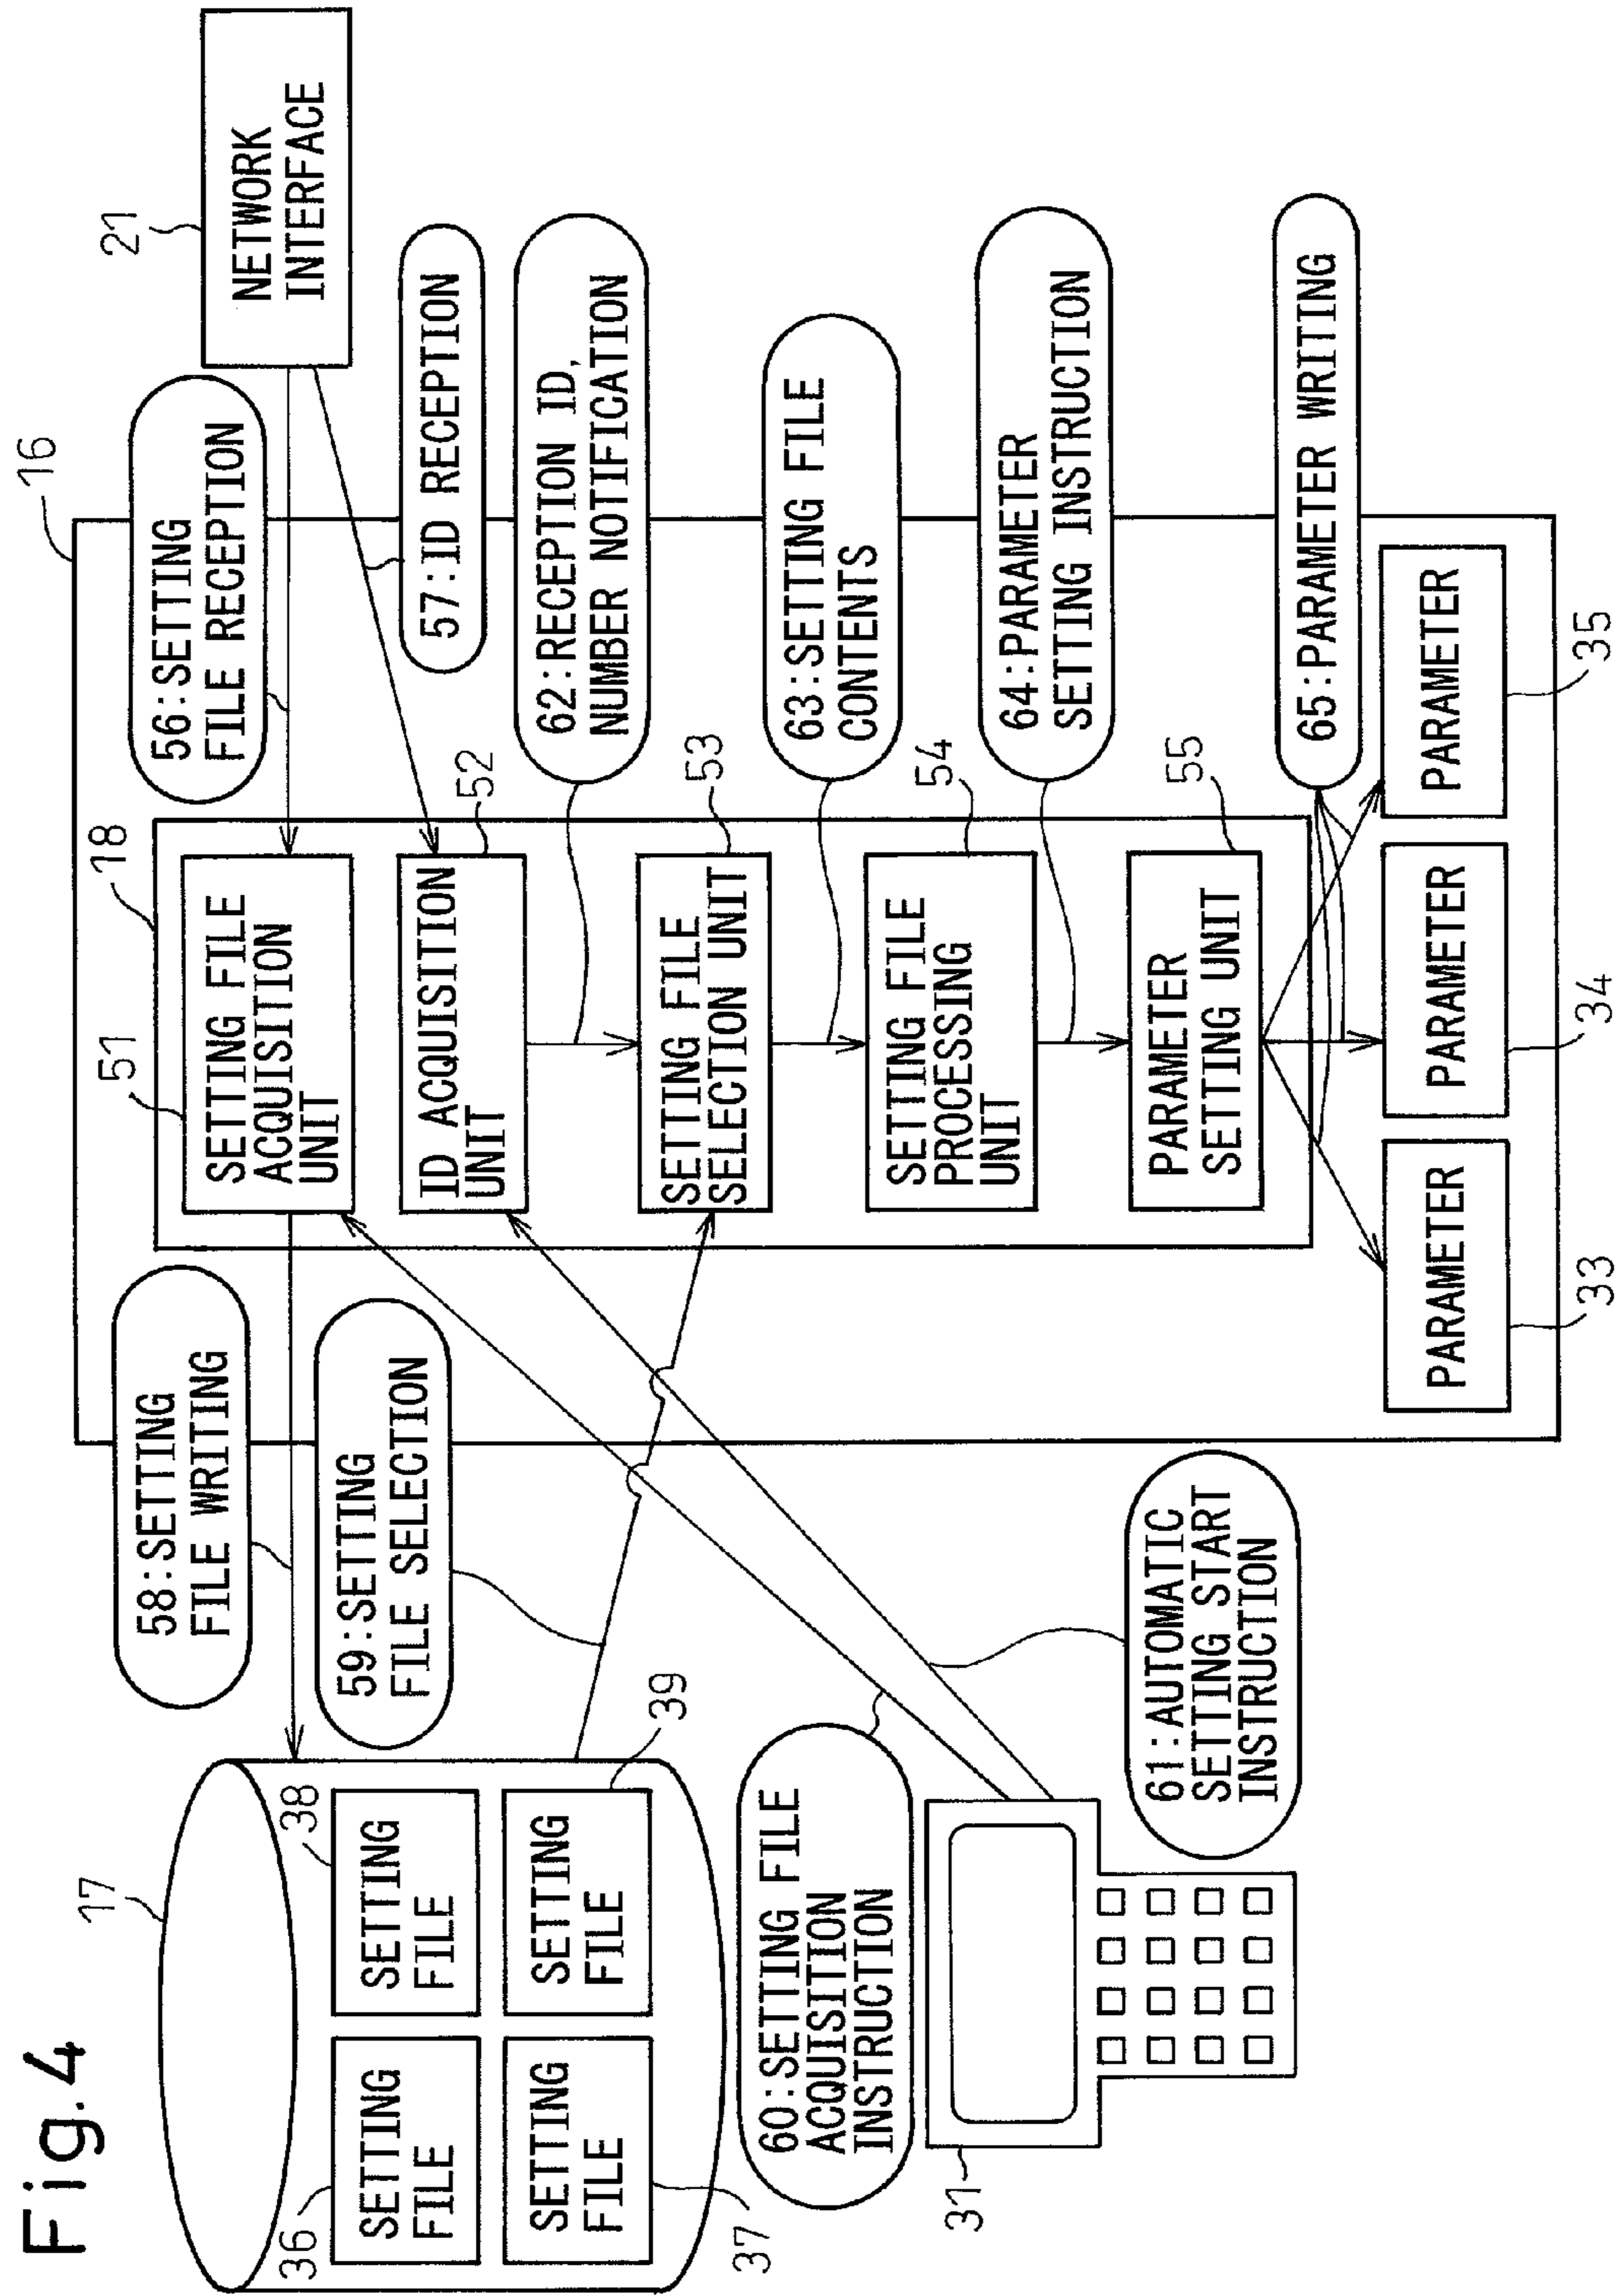 Fig.4
17
36
SETTING
FILE
38
SETTING
FILE
SETTING
FILE
37
SETTING
FILE
39
58:SETTING
FILE WRITING
59:SETTING
FILE SELECTION
60:SETTING FILE
ACQUISITION
INSTRUCTION
31
61:AUTOMATIC
SETTING START
INSTRUCTION
16
18
51
SETTING FILE
ACQUISITION
UNIT
ID ACQUISITION
UNIT
52
SETTING FILE
SELECTION UNIT
53
SETTING FILE
PROCESSING
UNIT
54
PARAMETER
SETTING UNIT
55
PARAMETER
33
PARAMETER
34
PARAMETER
35
21
NETWORK
INTERFACE
56:SETTING
FILE RECEPTION
57:ID RECEPTION
62:RECEPTION ID,
NUMBER NOTIFICATION
63:SETTING FILE
CONTENTS
64:PARAMETER
SETTING INSTRUCTION
65:PARAMETER WRITING